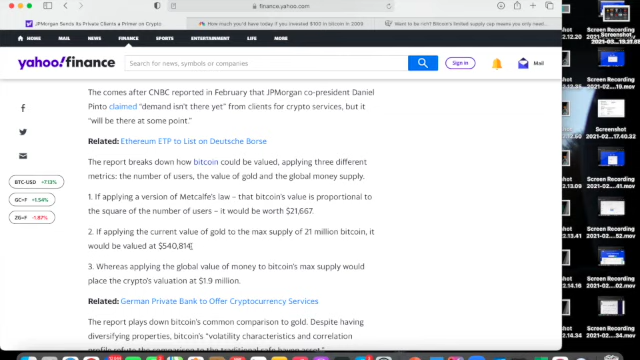 finance.yahoo.com
JPMorgan Sends Its Private Clients a Primer on Crypto
How much you'd have today if you invested $100 in bitcoin in 2009
Want to be rich? Bitcoin's limited supply cap means you only need...
HOME MAIL NEWS FINANCE SPORTS ENTERTAINMENT LIFE MORE...
yahoo!finance
Search for news, symbols or companies
Sign in
Mail
The comes after CNBC reported in February that JPMorgan co-president Daniel
Pinto claimed "demand isn't there yet" from clients for crypto services, but it
"will be there at some point."
Related: Ethereum ETP to List on Deutsche Borse
The report breaks down how bitcoin could be valued, applying three different
metrics: the number of users, the value of gold and the global money supply.
BTC-USD +7.13%
GC=F +1.54%
ZG=F -1.87%
1. If applying a version of Metcalfe's law – that bitcoin's value is proportional to
the square of the number of users – it would be worth $21,667.
2. If applying the current value of gold to the max supply of 21 million bitcoin, it
would be valued at $540,814.
3. Whereas applying the global value of money to bitcoin's max supply would
place the crypto's valuation at $1.9 million.
Related: German Private Bank to Offer Cryptocurrency Services
The report plays down bitcoin's common comparison to gold. Despite having
diversifying properties, bitcoin's "volatility characteristics and correlation
profile refute the comparison to the traditional safe haven asset."
Screenshot
Screenshot
Screen Recording
Screen Recording
Screen Recording
Screen Recording
Screen Recording